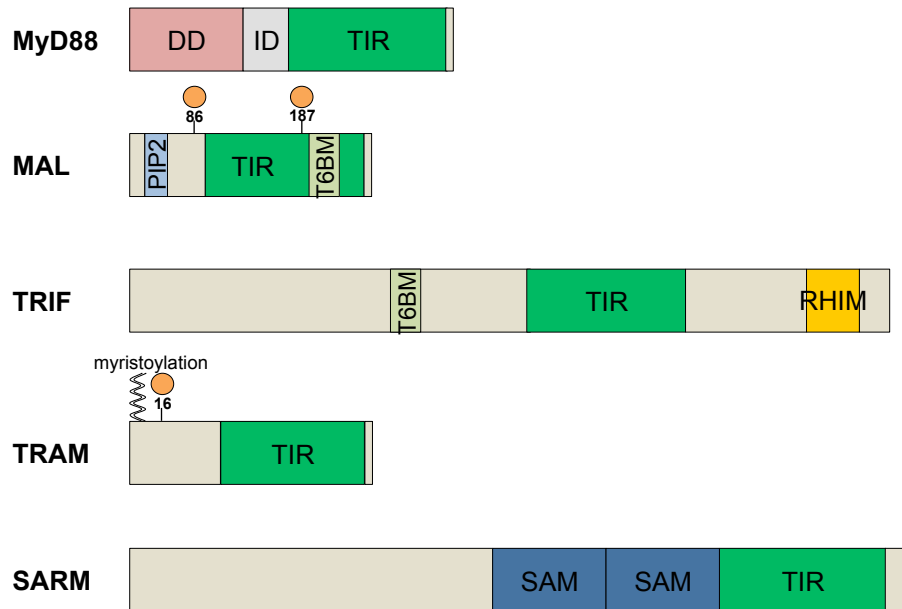 MyD88
DD
ID
TIR
86
187
MAL
PIP2
TIR
T6BM
TRIF
T6BM
TIR
RHIM
myristoylation
16
TRAM
TIR
SARM
SAM
SAM
TIR